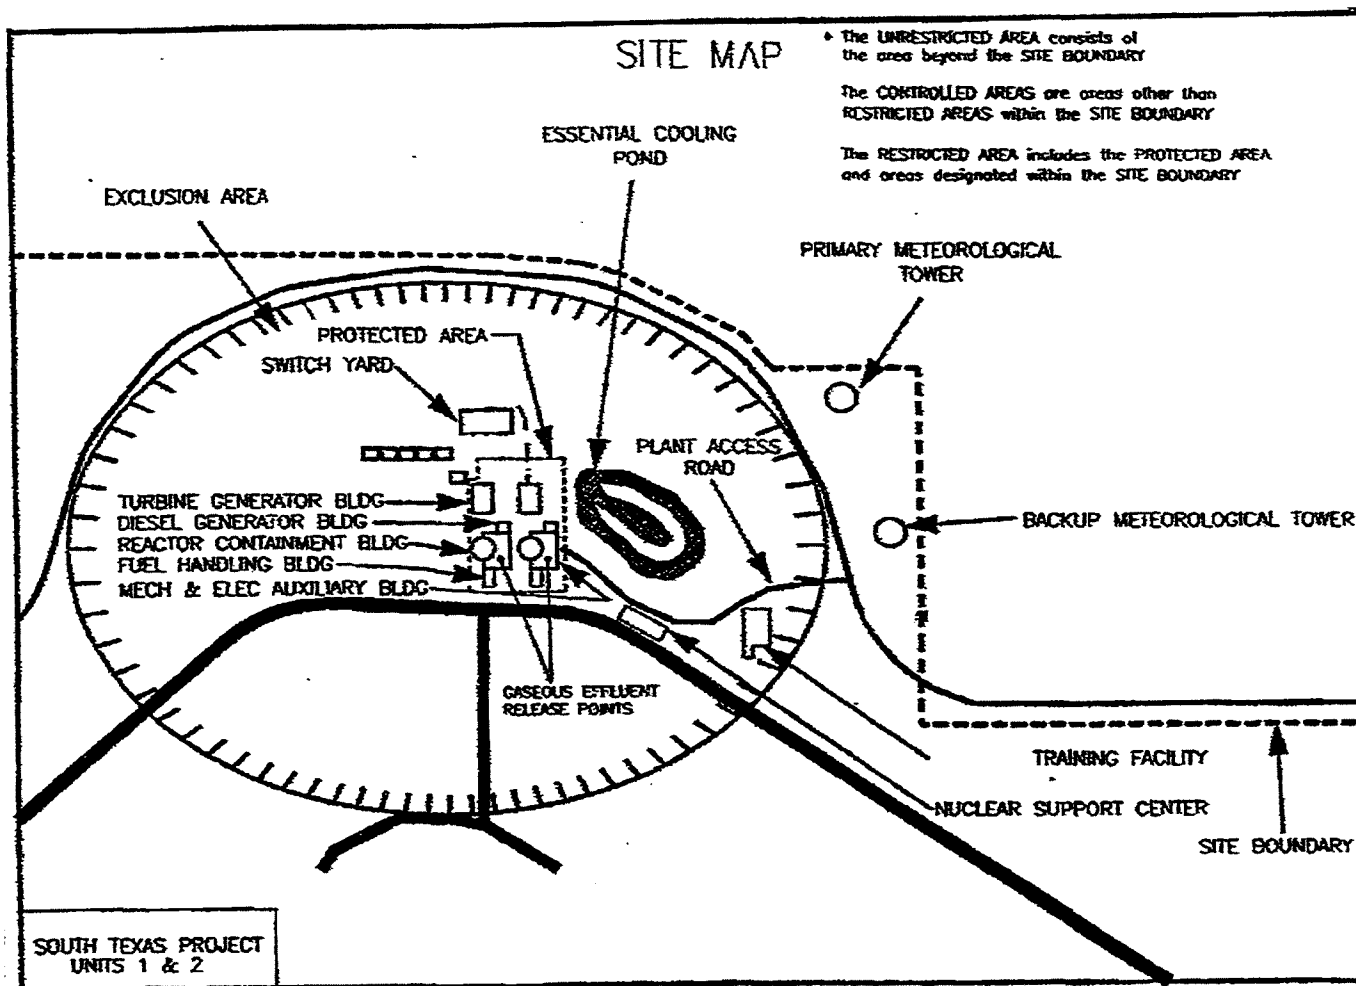 SITE MAP
* The UNRESTRICTED AREA consists of
the area beyond the SITE BOUNDARY
The CONTROLLED AREAS are areas other than
RESTRICTED AREAS within the SITE BOUNDARY
The RESTRICTED AREA includes the PROTECTED AREA
and areas designated within the SITE BOUNDARY
ESSENTIAL COOLING
POND
EXCLUSION AREA
PRIMARY METEOROLOGICAL
TOWER
PROTECTED AREA
SWITCH YARD
PLANT ACCESS
ROAD
TURBINE GENERATOR BLDG
DIESEL GENERATOR BLDG
REACTOR CONTAINMENT BLDG
FUEL HANDLING BLDG
MECH & ELEC AUXILIARY BLDG
BACKUP METEOROLOGICAL TOWER
GASEOUS EFFLUENT
RELEASE POINTS
TRAINING FACILITY
NUCLEAR SUPPORT CENTER
SITE BOUNDARY
SOUTH TEXAS PROJECT
UNITS 1 & 2